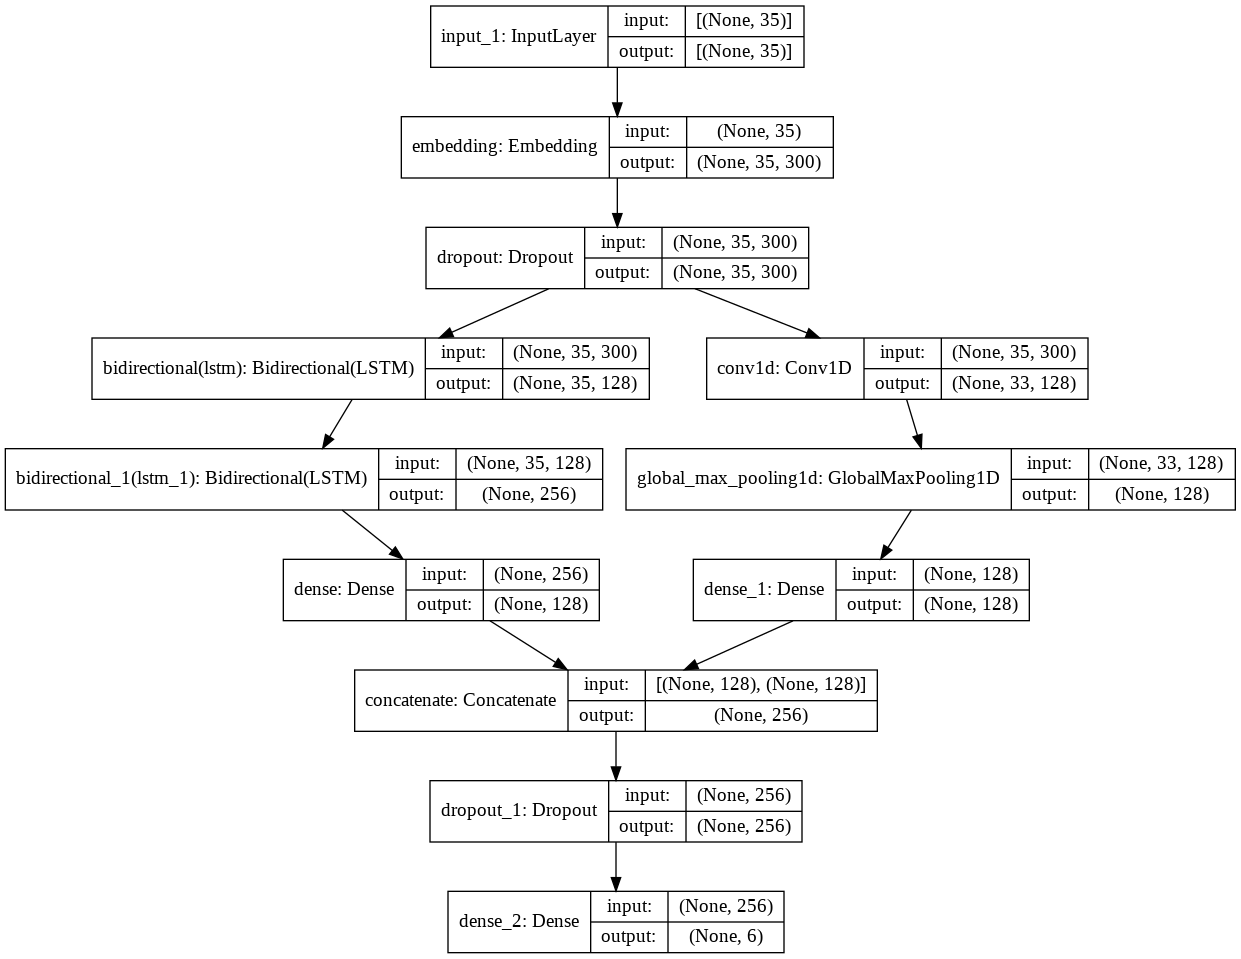 input_1: InputLayer
input:
[(None, 35)]
output:
[(None, 35)]
embedding: Embedding
input:
(None, 35)
output:
(None, 35, 300)
dropout: Dropout
input:
(None, 35, 300)
output:
(None, 35, 300)
bidirectional(lstm): Bidirectional(LSTM)
input:
(None, 35, 300)
output:
(None, 35, 128)
conv1d: Conv1D
input:
(None, 35, 300)
output:
(None, 33, 128)
bidirectional_1(lstm_1): Bidirectional(LSTM)
input:
(None, 35, 128)
output:
(None, 256)
global_max_pooling1d: GlobalMaxPooling1D
input:
(None, 33, 128)
output:
(None, 128)
dense: Dense
input:
(None, 256)
output:
(None, 128)
dense_1: Dense
input:
(None, 128)
output:
(None, 128)
concatenate: Concatenate
input:
[(None, 128), (None, 128)]
output:
(None, 256)
dropout_1: Dropout
input:
(None, 256)
output:
(None, 256)
dense_2: Dense
input:
(None, 256)
output:
(None, 6)